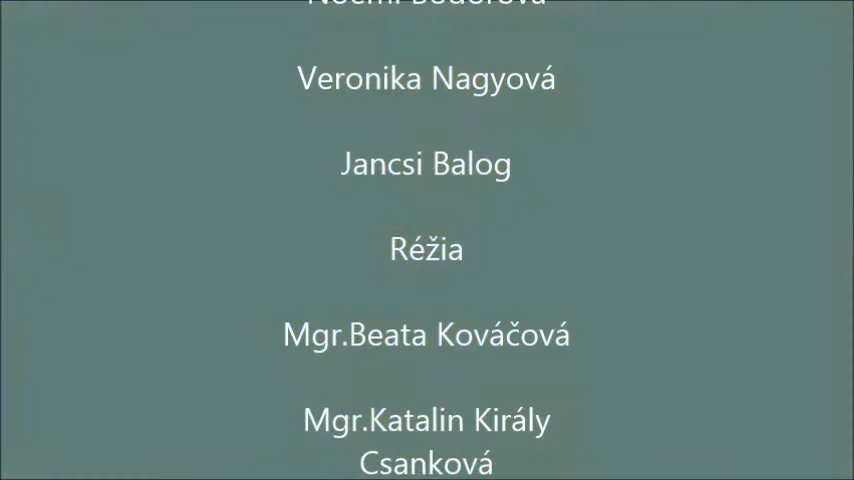 Veronika Nagyová
Jancsi Balog
Réžia
Mgr.Beata Kováčová
Mgr.Katalin Király
Csanková